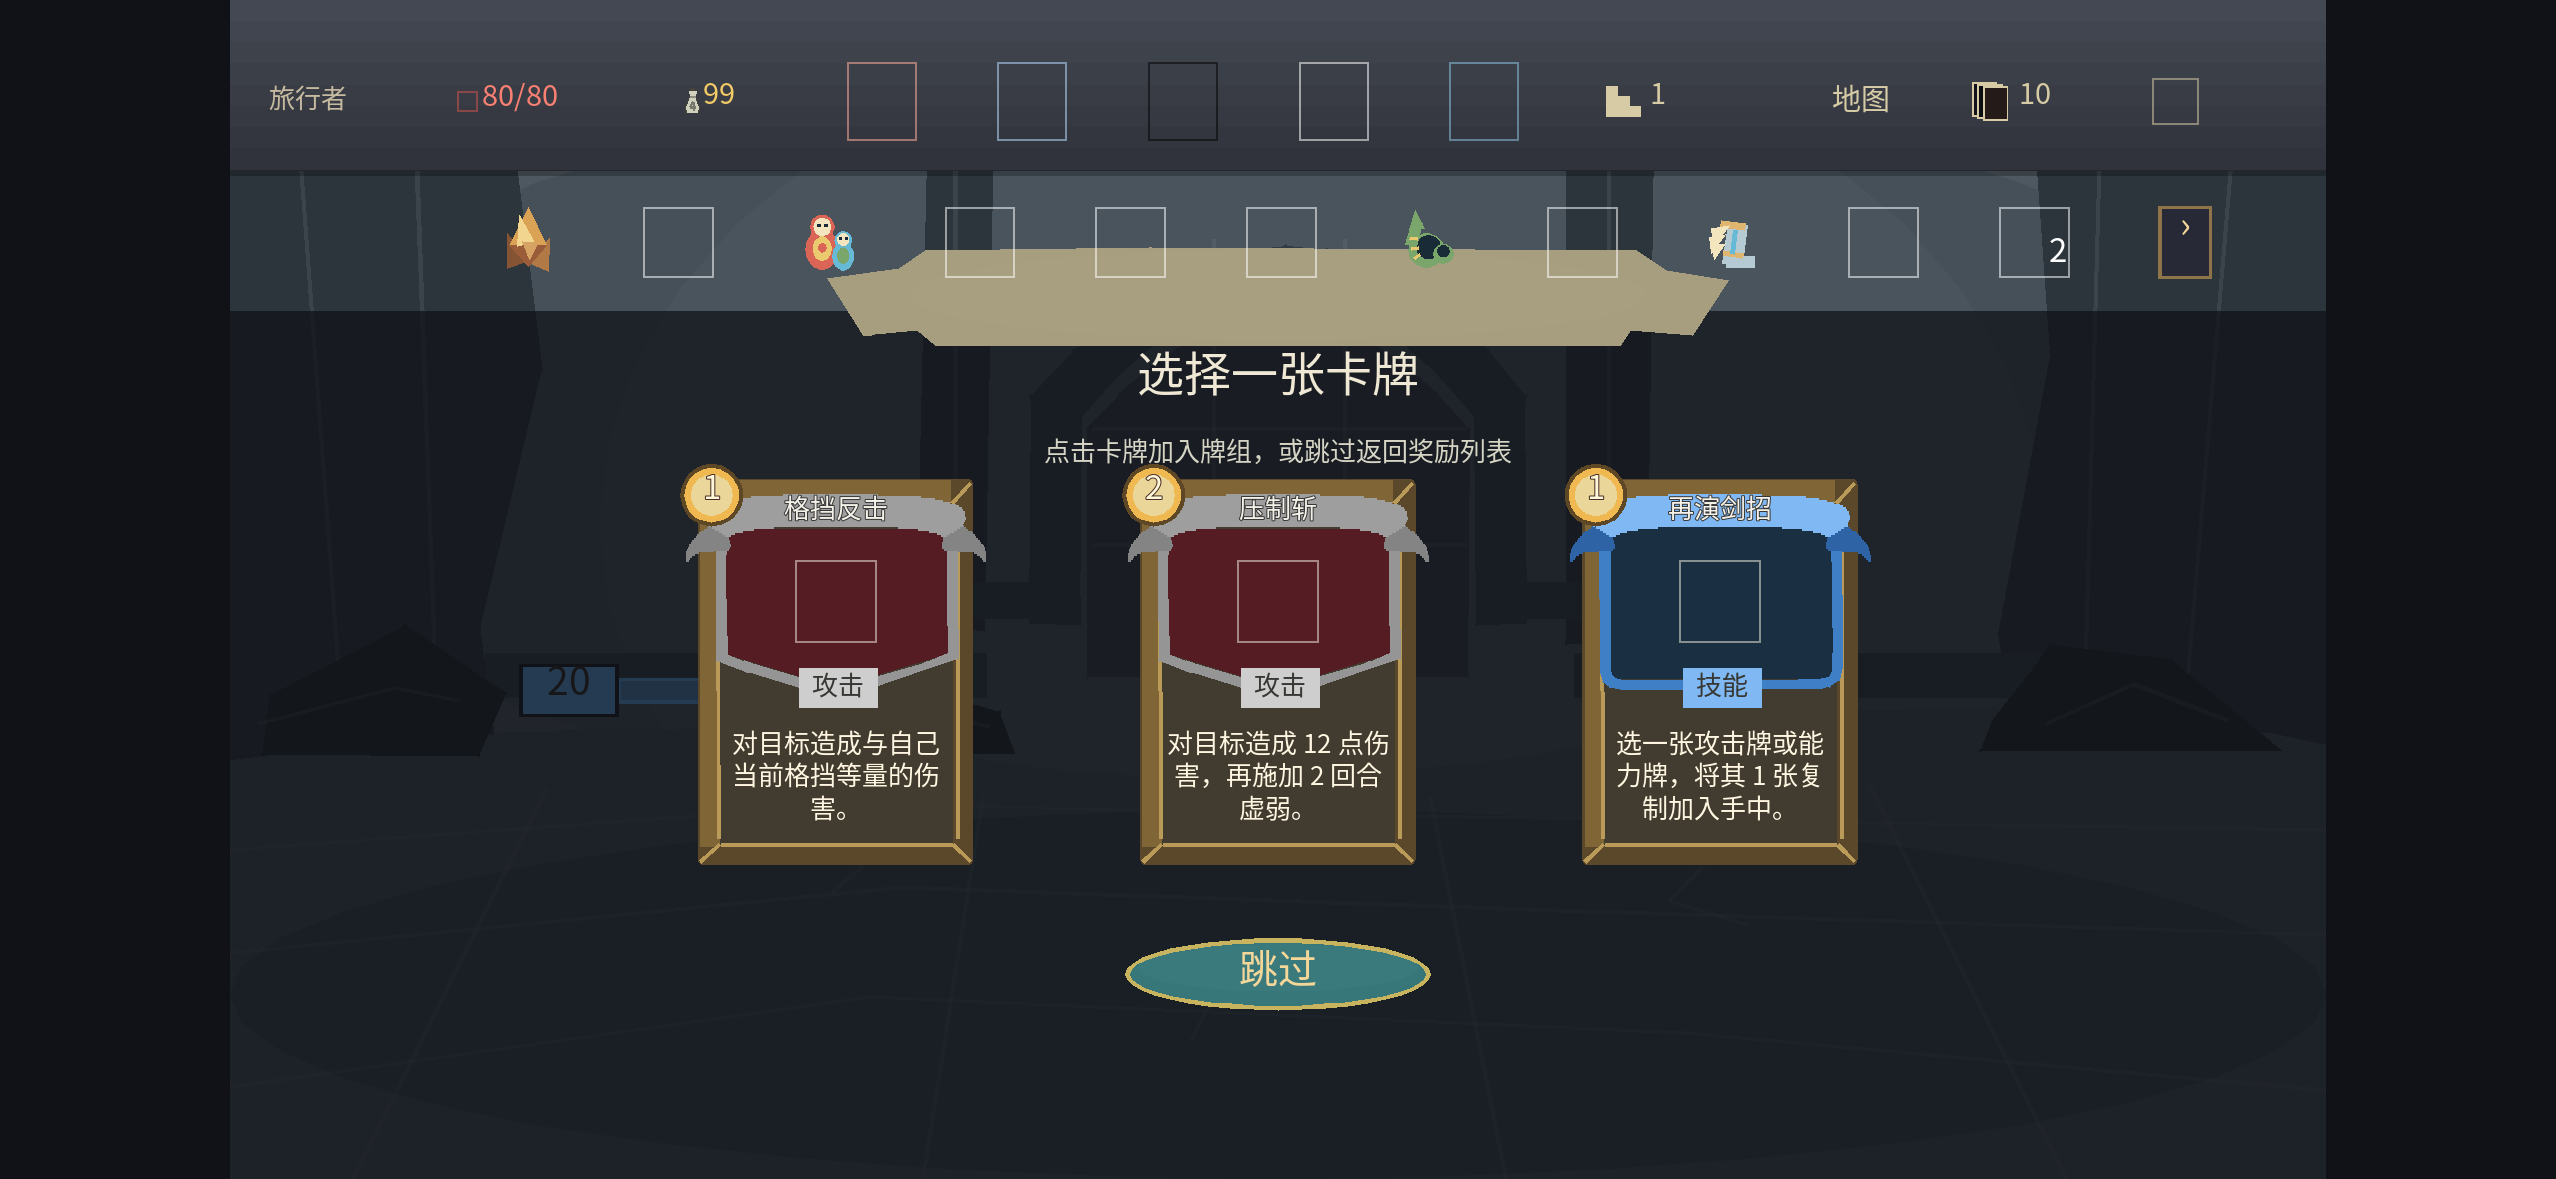 旅行者
80/80
99
1
地图
10
2
›
选择一张卡牌
点击卡牌加入牌组，或跳过返回奖励列表
1
格挡反击
攻击
对目标造成与自己
当前格挡等量的伤
害。
2
压制斩
攻击
对目标造成 12 点伤
害，再施加 2 回合
虚弱。
1
再演剑招
技能
选一张攻击牌或能
力牌，将其 1 张复
制加入手中。
20
跳过